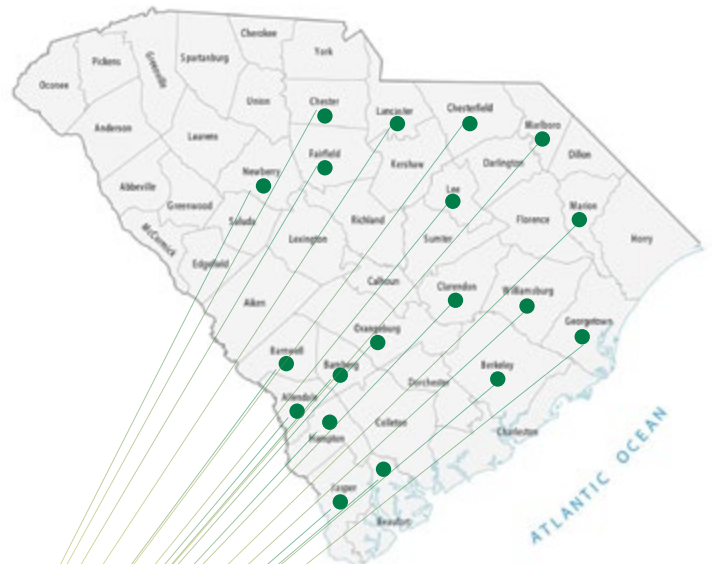 Cherokee
York
Pickens
Greenville
Spartanburg
Oconee
Union
Chester
Lancaster
Chesterfield
Marlboro
Anderson
Laurens
Fairfield
Kershaw
Darlington
Dillon
Newberry
Abbeville
Greenwood
Lee
Marion
Saluda
Richland
Florence
McCormick
Lexington
Sumter
Horry
Edgefield
Calhoun
Clarendon
Williamsburg
Aiken
Orangeburg
Georgetown
Barnwell
Bamberg
Berkeley
Dorchester
Allendale
Colleton
Charleston
Hampton
Jasper
Beaufort
ATLANTIC OCEAN